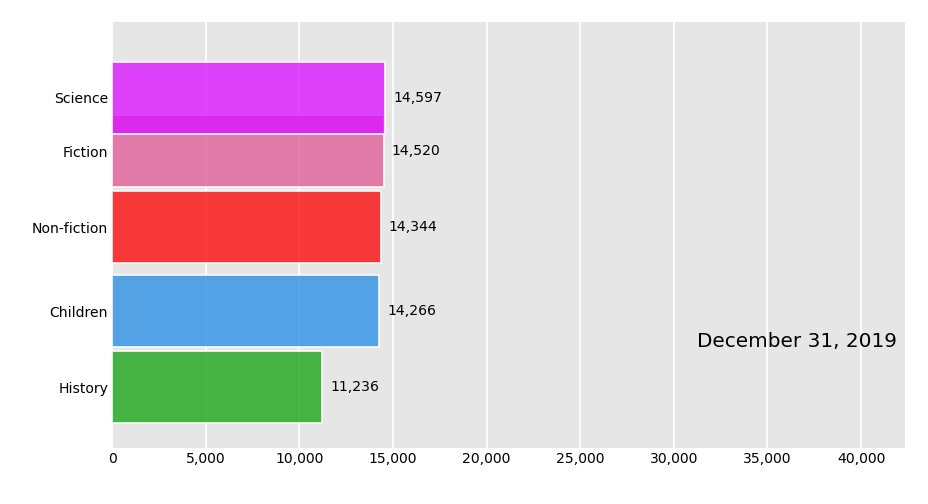 Science 14,597
Fiction 14,520
Non-fiction 14,344
Children 14,266
December 31, 2019
History 11,236
0 5,000 10,000 15,000 20,000 25,000 30,000 35,000 40,000